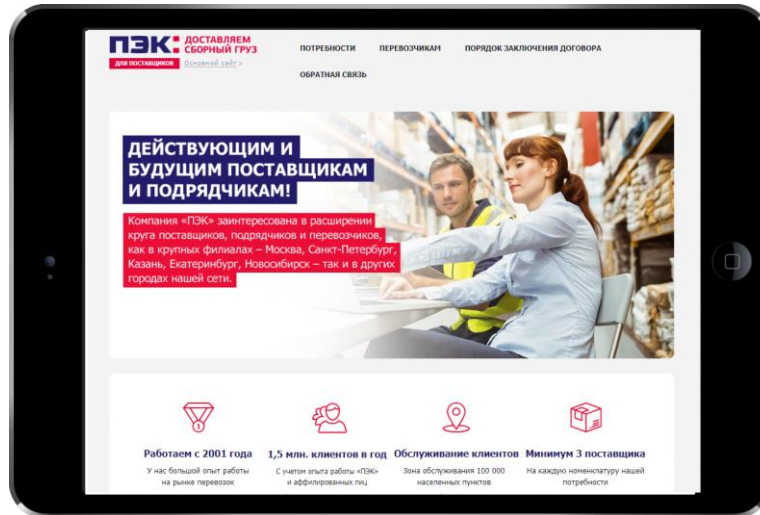 ПЭК: ДОСТАВЛЯЕМ
СБОРНЫЙ ГРУЗ
ДЛЯ ПОСТАВЩИКОВ Основной сайт >
ПОТРЕБНОСТИ ПЕРЕВОЗЧИКАМ ПОРЯДОК ЗАКЛЮЧЕНИЯ ДОГОВОРА
ОБРАТНАЯ СВЯЗЬ
ДЕЙСТВУЮЩИМ И
БУДУЩИМ ПОСТАВЩИКАМ
И ПОДРЯДЧИКАМ!
Компания «ПЭК» заинтересована в расширении
круга поставщиков, подрядчиков и перевозчиков,
как в крупных филиалах – Москва, Санкт-Петербург,
Казань, Екатеринбург, Новосибирск – так и в других
городах нашей сети.
1
Работаем с 2001 года
У нас большой опыт работы
на рынке перевозок
1,5 млн. клиентов в год
С учетом опыта работы «ПЭК»
и аффилированных лиц
Обслуживание клиентов
Зона обслуживания 100 000
населенных пунктов
Минимум 3 поставщика
На каждую номенклатуру нашей
потребности